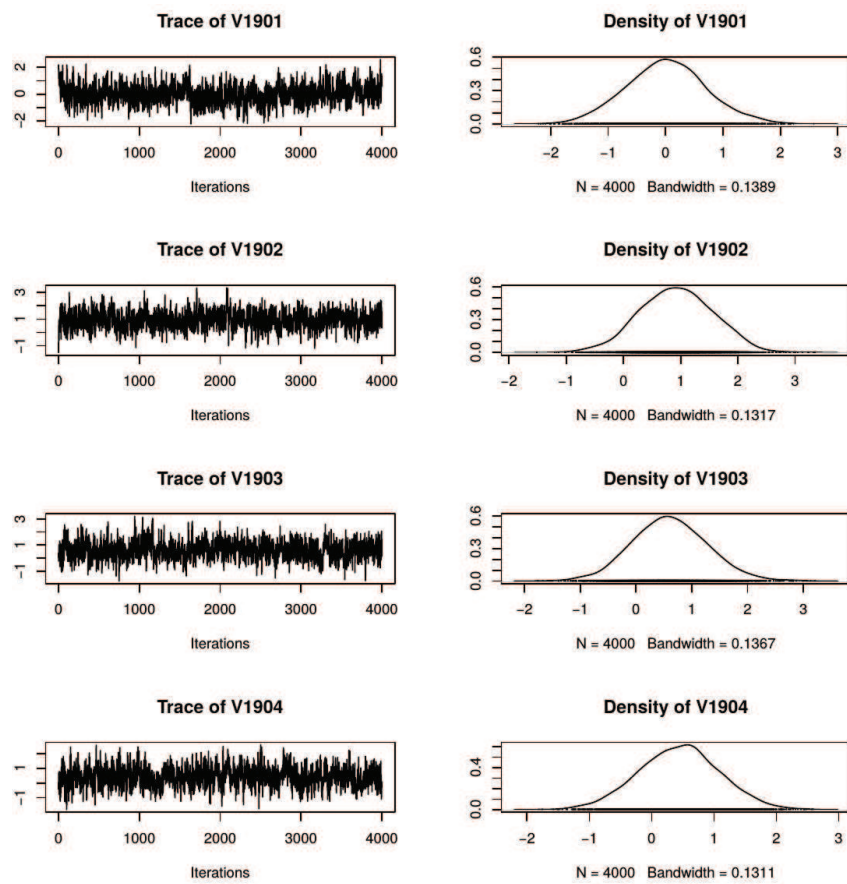 Trace of V1901
2
0
−2
0 1000 2000 3000 4000
Iterations
Density of V1901
0.6
0.3
0.0
−2 −1 0 1 2 3
N = 4000 Bandwidth = 0.1389
Trace of V1902
3
1
−1
0 1000 2000 3000 4000
Iterations
Density of V1902
0.6
0.3
0.0
−2 −1 0 1 2 3
N = 4000 Bandwidth = 0.1317
Trace of V1903
3
1
−1
0 1000 2000 3000 4000
Iterations
Density of V1903
0.6
0.3
0.0
−2 −1 0 1 2 3
N = 4000 Bandwidth = 0.1367
Trace of V1904
1
−1
0 1000 2000 3000 4000
Iterations
Density of V1904
0.4
0.0
−2 −1 0 1 2 3
N = 4000 Bandwidth = 0.1311